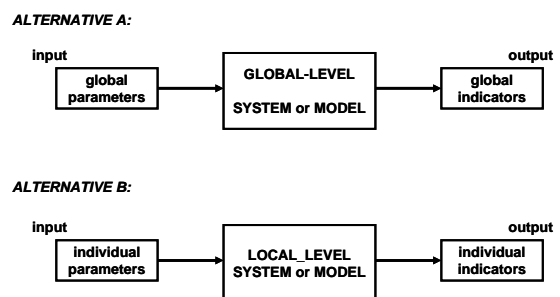 ALTERNATIVE A:
input
output
global
parameters
GLOBAL-LEVEL
SYSTEM or MODEL
global
indicators
ALTERNATIVE B:
input
output
individual
parameters
LOCAL_LEVEL
SYSTEM or MODEL
individual
indicators